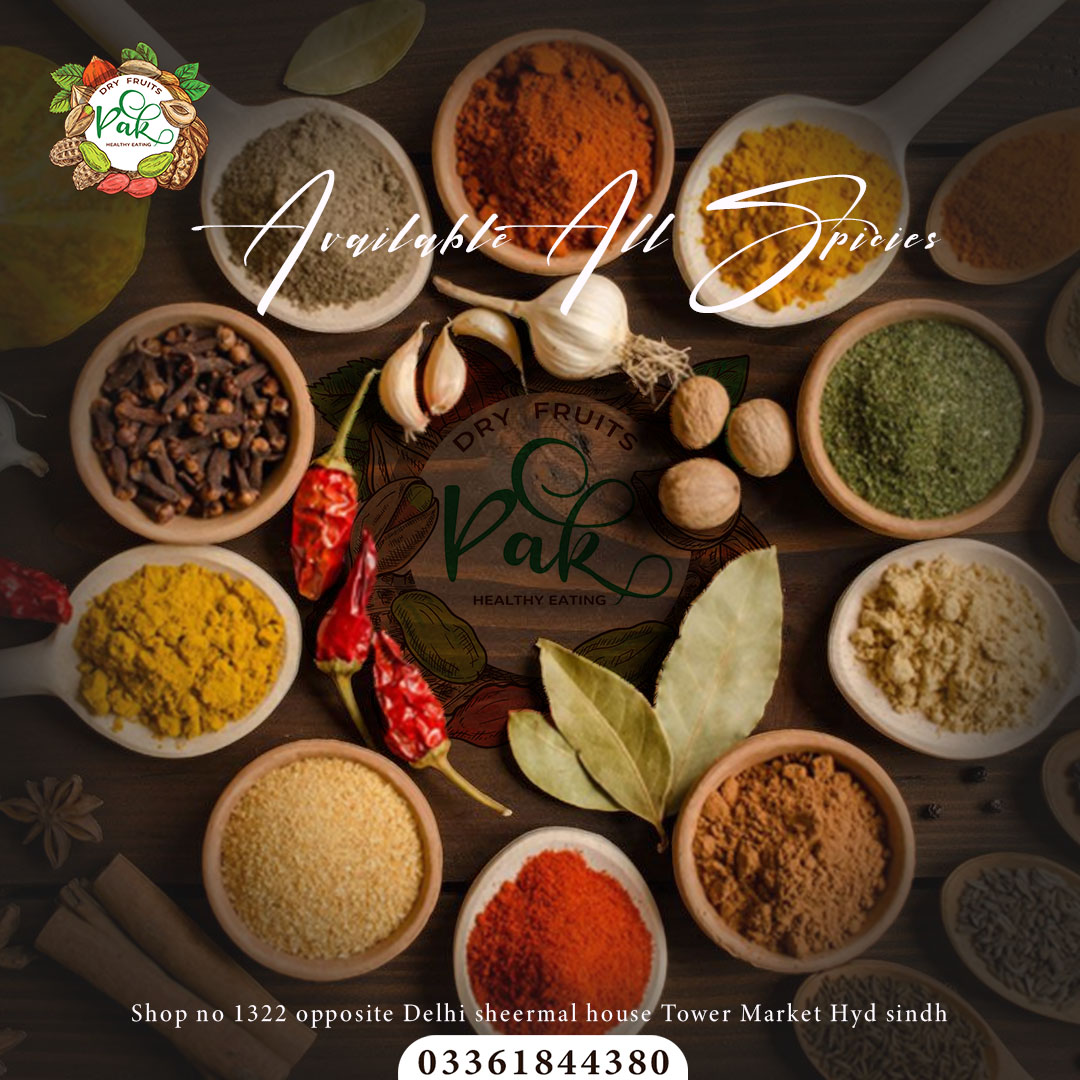 DRY FRUITS
Pak
HEALTHY EATING
Available All Spicies
DRY FRUITS
Pak
HEALTHY EATING
Shop no 1322 opposite Delhi sheermal house Tower Market Hyd sindh
03361844380